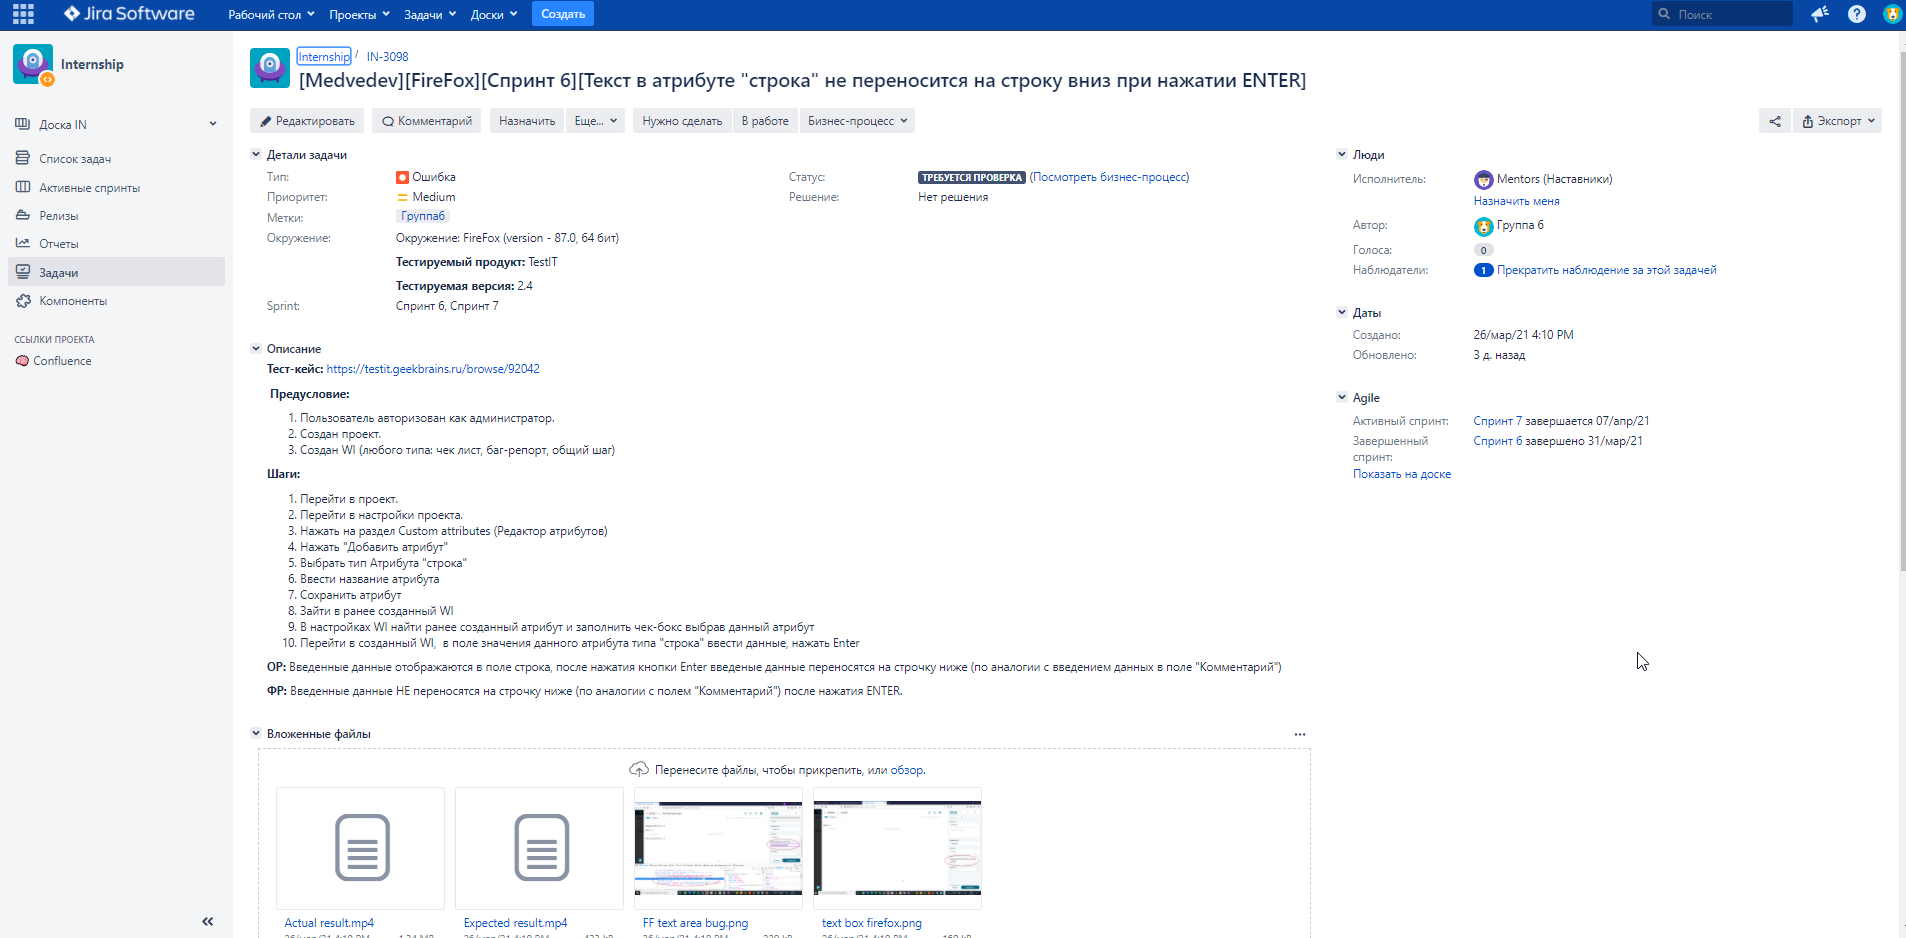 Jira Software
Рабочий стол Проекты Задачи Доски Создать Поиск
Internship
Доска IN
Список задач
Активные спринты
Релизы
Отчеты
Задачи
Компоненты
ССЫЛКИ ПРОЕКТА
Confluence
Internship / IN-3098
[Medvedev][FireFox][Спринт 6][Текст в атрибуте "строка" не переносится на строку вниз при нажатии ENTER]
Редактировать Комментарий Назначить Еще... Нужно сделать В работе Бизнес-процесс Экспорт
Детали задачи
Тип: Ошибка
Приоритет: Medium
Метки: Группа6
Окружение: Окружение: FireFox (version - 87.0, 64 бит)
Тестируемый продукт: TestIT
Тестируемая версия: 2.4
Sprint: Спринт 6, Спринт 7
Статус: ТРЕБУЕТСЯ ПРОВЕРКА (Посмотреть бизнес-процесс)
Решение: Нет решения
Описание
Тест-кейс: https://testit.geekbrains.ru/browse/92042
Предусловие:
1. Пользователь авторизован как администратор.
2. Создан проект.
3. Создан WI (любого типа: чек лист, баг-репорт, общий шаг)
Шаги:
1. Перейти в проект.
2. Перейти в настройки проекта.
3. Нажать на раздел Custom attributes (Редактор атрибутов)
4. Нажать "Добавить атрибут"
5. Выбрать тип Атрибута "строка"
6. Ввести название атрибута
7. Сохранить атрибут
8. Зайти в ранее созданный WI
9. В настройках WI найти ранее созданный атрибут и заполнить чек-бокс выбрав данный атрибут
10. Перейти в созданный WI, в поле значения данного атрибута типа "строка" ввести данные, нажать Enter
ОР: Введенные данные отображаются в поле строка, после нажатия кнопки Enter введеные данные переносятся на строчку ниже (по аналогии с введением данных в поле "Комментарий")
ФР: Введенные данные НЕ переносятся на строчку ниже (по аналогии с полем "Комментарий") после нажатия ENTER.
Вложенные файлы
Перенесите файлы, чтобы прикрепить, или обзор.
Actual result.mp4
Expected result.mp4
FF text area bug.png
text box firefox.png
Люди
Исполнитель: Mentors (Наставники)
Назначить меня
Автор: Группа 6
Голоса: 0
Наблюдатели: 1 Прекратить наблюдение за этой задачей
Даты
Создано: 26/мар/21 4:10 PM
Обновлено: 3 д. назад
Agile
Активный спринт: Спринт 7 завершается 07/апр/21
Завершенный спринт: Спринт 6 завершено 31/мар/21
Показать на доске